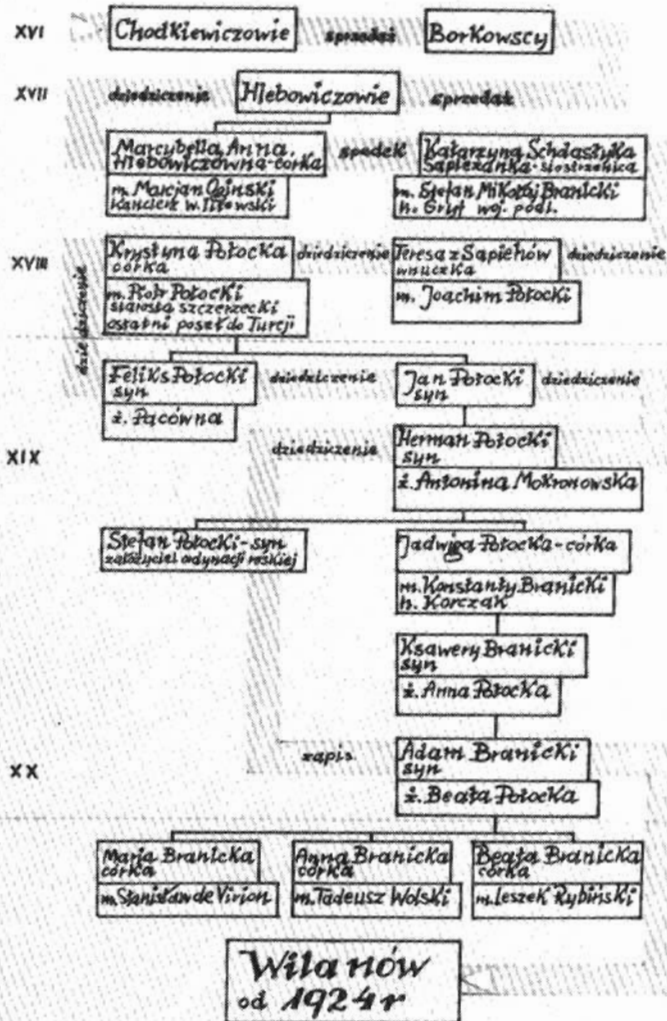 XVI
Chodkiewiczowie sprzedaż Borkowscy
XVII
dziedziczenie Hlebowiczowie sprzedaż
Marcybella Anna
Hlebowiczówna-córka
m. Marcjan Ogiński
kanclerz w. litewski
spadek
Katarzyna Scholastyka
Sapieżanka-siostrzenica
m. Stefan Mikołaj Branicki
h. Gryf woj. podl.
XVIII
Krystyna Potocka
córka
m. Piotr Potocki
starosta szczerzecki
ostatni poseł do Turcji
dziedziczenie
Teresa z Sapiehów
wnuczka
m. Joachim Potocki
dziedziczenie
dziedziczenie
Feliks Potocki
syn
ż. Pacówna
dziedziczenie
Jan Potocki
syn
dziedziczenie
XIX
dziedziczenie
Herman Potocki
syn
ż. Antonina Mokronowska
Stefan Potocki-syn
założyciel ordynacji roskiej
Jadwiga Potocka-córka
m. Konstanty Branicki
h. Korczak
Ksawery Branicki
syn
ż. Anna Potocka
XX
zapis
Adam Branicki
syn
ż. Beata Potocka
Maria Branicka
córka
m. Stanisław de Virion
Anna Branicka
córka
m. Tadeusz Wolski
Beata Branicka
córka
m. Leszek Rybiński
Wilanów
od 1924 r